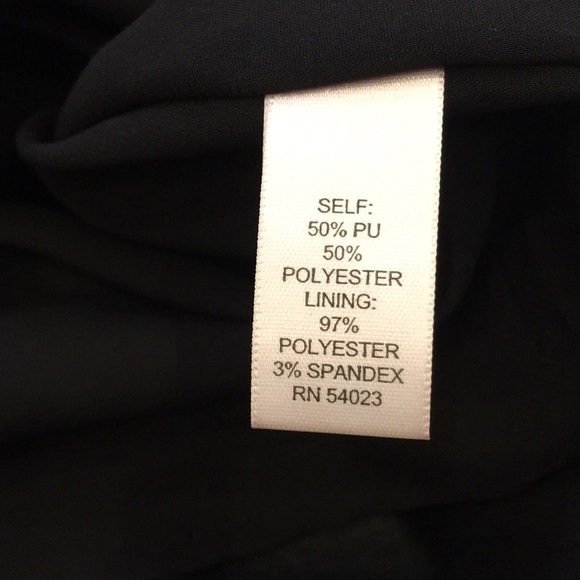 SELF:
50% PU
50%
POLYESTER
LINING:
97%
POLYESTER
3% SPANDEX
RN 54023